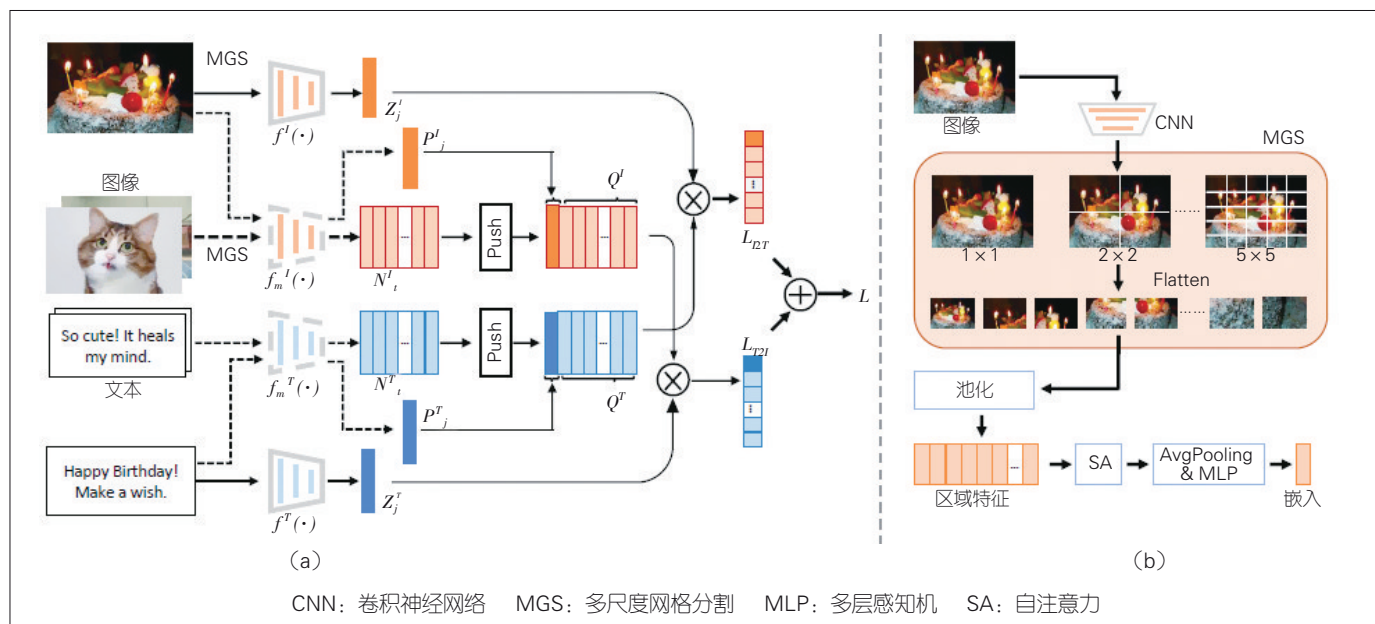 MGS
f^I(·)
Z_j^I
P^I_j
图像
MGS
f_m^I(·)
N^I_t
...
Push
Q^I
...
L_I2T
So cute! It heals
my mind.
文本
f_m^T(·)
N^T_t
...
Push
Q^T
...
L_T2I
L
P^T_j
Happy Birthday!
Make a wish.
f^T(·)
Z_j^T
(a)
图像
CNN
MGS
1×1
2×2
……
5×5
Flatten
……
池化
...
区域特征
SA
AvgPooling
& MLP
嵌入
(b)
CNN：卷积神经网络 MGS：多尺度网格分割 MLP：多层感知机 SA：自注意力